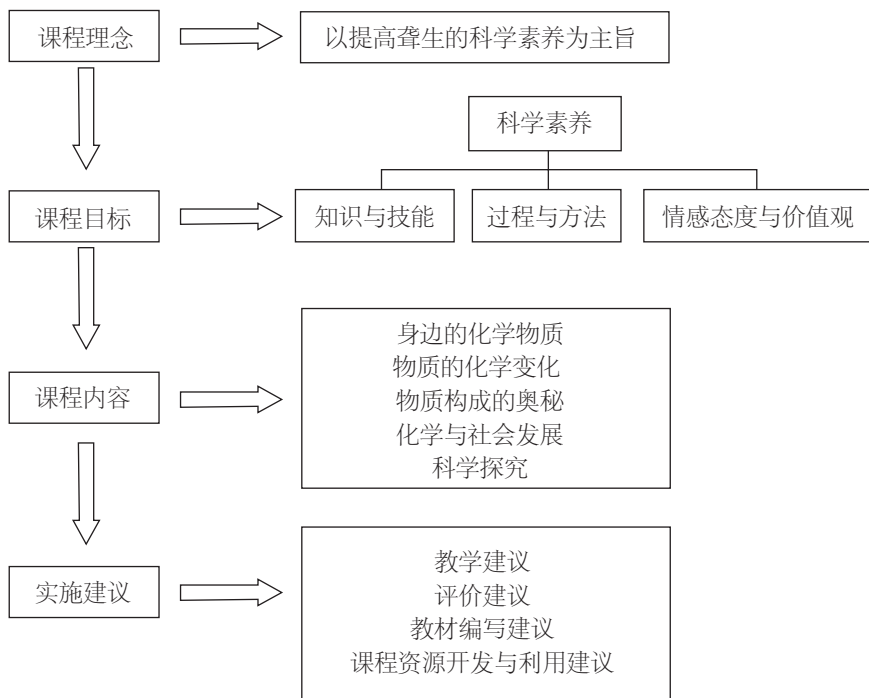 课程理念
以提高聋生的科学素养为主旨
科学素养
课程目标
知识与技能
过程与方法
情感态度与价值观
课程内容
身边的化学物质
物质的化学变化
物质构成的奥秘
化学与社会发展
科学探究
实施建议
教学建议
评价建议
教材编写建议
课程资源开发与利用建议